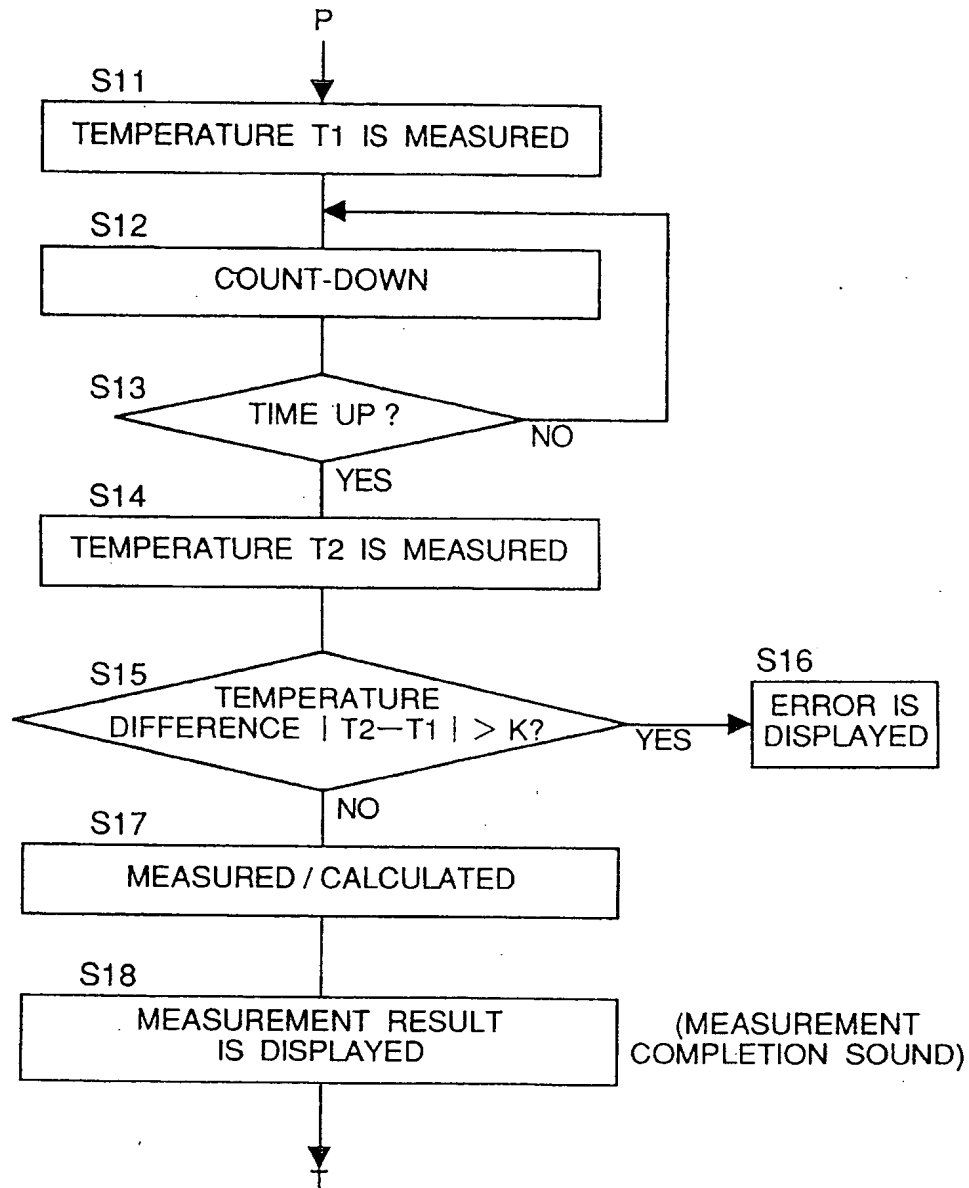 P
S11
TEMPERATURE T1 IS MEASURED
S12
COUNT-DOWN
S13
TIME UP ?
NO
YES
S14
TEMPERATURE T2 IS MEASURED
S15
TEMPERATURE
DIFFERENCE | T2−T1 | > K?
YES
S16
ERROR IS
DISPLAYED
NO
S17
MEASURED / CALCULATED
S18
MEASUREMENT RESULT
IS DISPLAYED
(MEASUREMENT
COMPLETION SOUND)